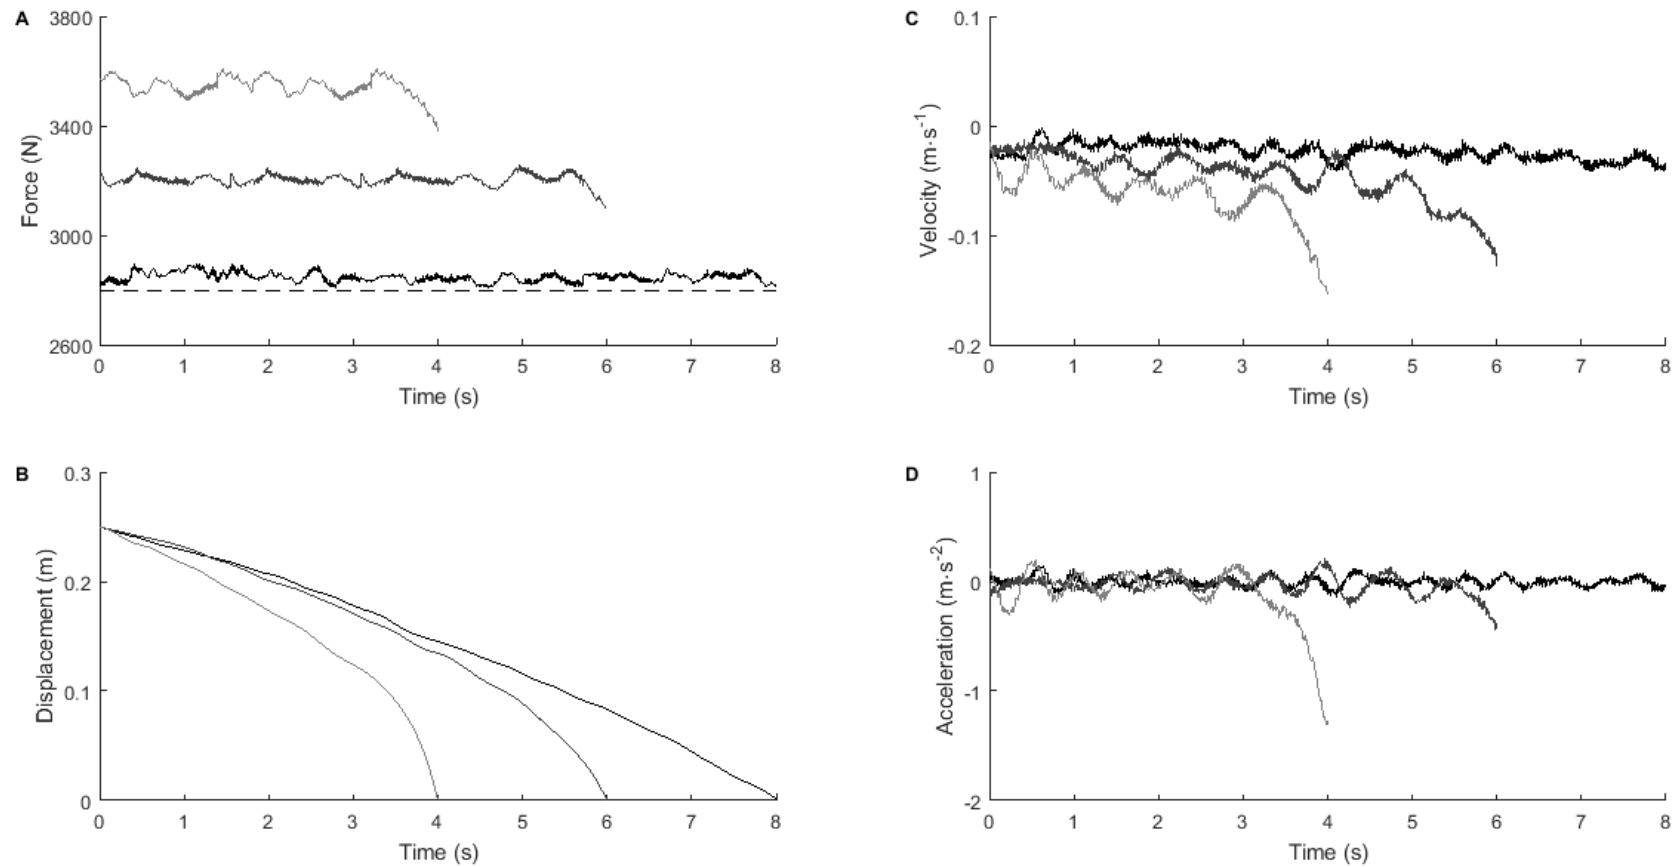 A
3800
3400
3000
2600
Force (N)
0 1 2 3 4 5 6 7 8
Time (s)
C
0.1
0
-0.1
-0.2
Velocity (m·s-1)
0 1 2 3 4 5 6 7 8
Time (s)
B
0.3
0.2
0.1
0
Displacement (m)
0 1 2 3 4 5 6 7 8
Time (s)
D
1
0
-1
-2
Acceleration (m·s-2)
0 1 2 3 4 5 6 7 8
Time (s)